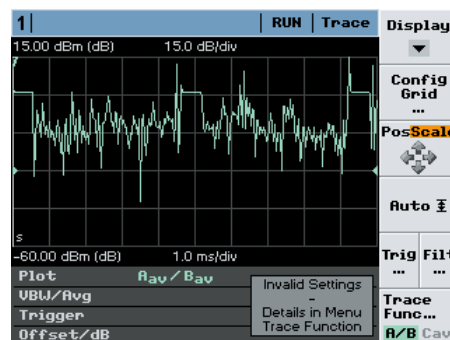 1 RUN Trace
Display
15.00 dBm (dB) 15.0 dB/div
Config
Grid
...
PosScale
Auto
s
-60.00 dBm (dB) 1.0 ms/div
Trig Filt
... ...
Plot Aav/Bav
VBW/Avg
Trigger
Offset/dB
Invalid Settings
-
Details in Menu
Trace Function
Trace
Func...
A/B Cav